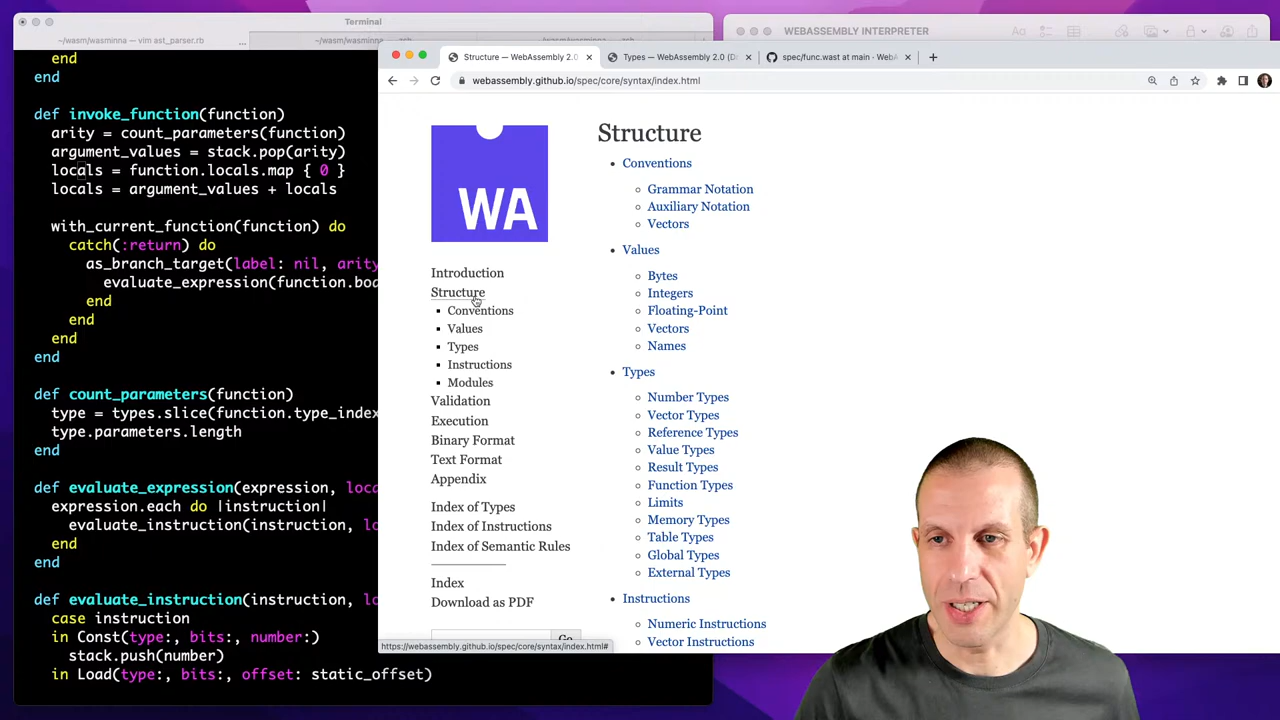 Terminal
WEBASSEMBLY INTERPRETER
~/wasm/wasminna — vim ast_parser.rb
...
Structure — WebAssembly 2.0
Types — WebAssembly 2.0 (D
spec/func.wast at main · WebA
webassembly.github.io/spec/core/syntax/index.html
end
end
def invoke_function(function)
arity = count_parameters(function)
argument_values = stack.pop(arity)
locals = function.locals.map { 0 }
locals = argument_values + locals
with_current_function(function) do
catch(:return) do
as_branch_target(label: nil, arity
evaluate_expression(function.bod
end
end
end
end
def count_parameters(function)
type = types.slice(function.type_index
type.parameters.length
end
def evaluate_expression(expression, loca
expression.each do |instruction|
evaluate_instruction(instruction, lo
end
end
def evaluate_instruction(instruction, lo
case instruction
in Const(type:, bits:, number:)
stack.push(number)
in Load(type:, bits:, offset: static_offset)
WA
Introduction
Structure
Conventions
Values
Types
Instructions
Modules
Validation
Execution
Binary Format
Text Format
Appendix
Index of Types
Index of Instructions
Index of Semantic Rules
Index
Download as PDF
Go
https://webassembly.github.io/spec/core/syntax/index.html#
Structure
Conventions
Grammar Notation
Auxiliary Notation
Vectors
Values
Bytes
Integers
Floating-Point
Vectors
Names
Types
Number Types
Vector Types
Reference Types
Value Types
Result Types
Function Types
Limits
Memory Types
Table Types
Global Types
External Types
Instructions
Numeric Instructions
Vector Instructions